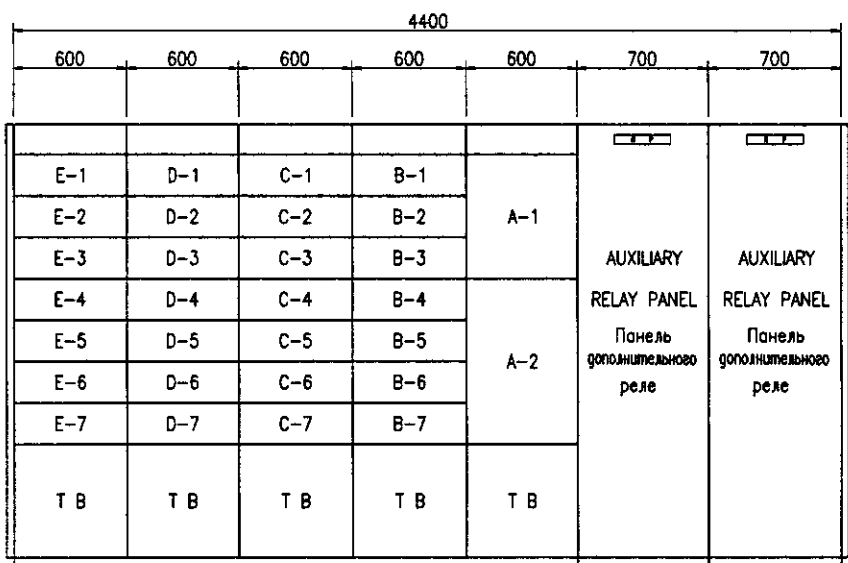 4400
600 600 600 600 600 700 700
E-1 D-1 C-1 B-1
E-2 D-2 C-2 B-2 A-1
E-3 D-3 C-3 B-3 AUXILIARY AUXILIARY
E-4 D-4 C-4 B-4 RELAY PANEL RELAY PANEL
E-5 D-5 C-5 B-5 Панель Панель
A-2 дополнительного дополнительного
E-6 D-6 C-6 B-6 реле реле
E-7 D-7 C-7 B-7
T B T B T B T B T B